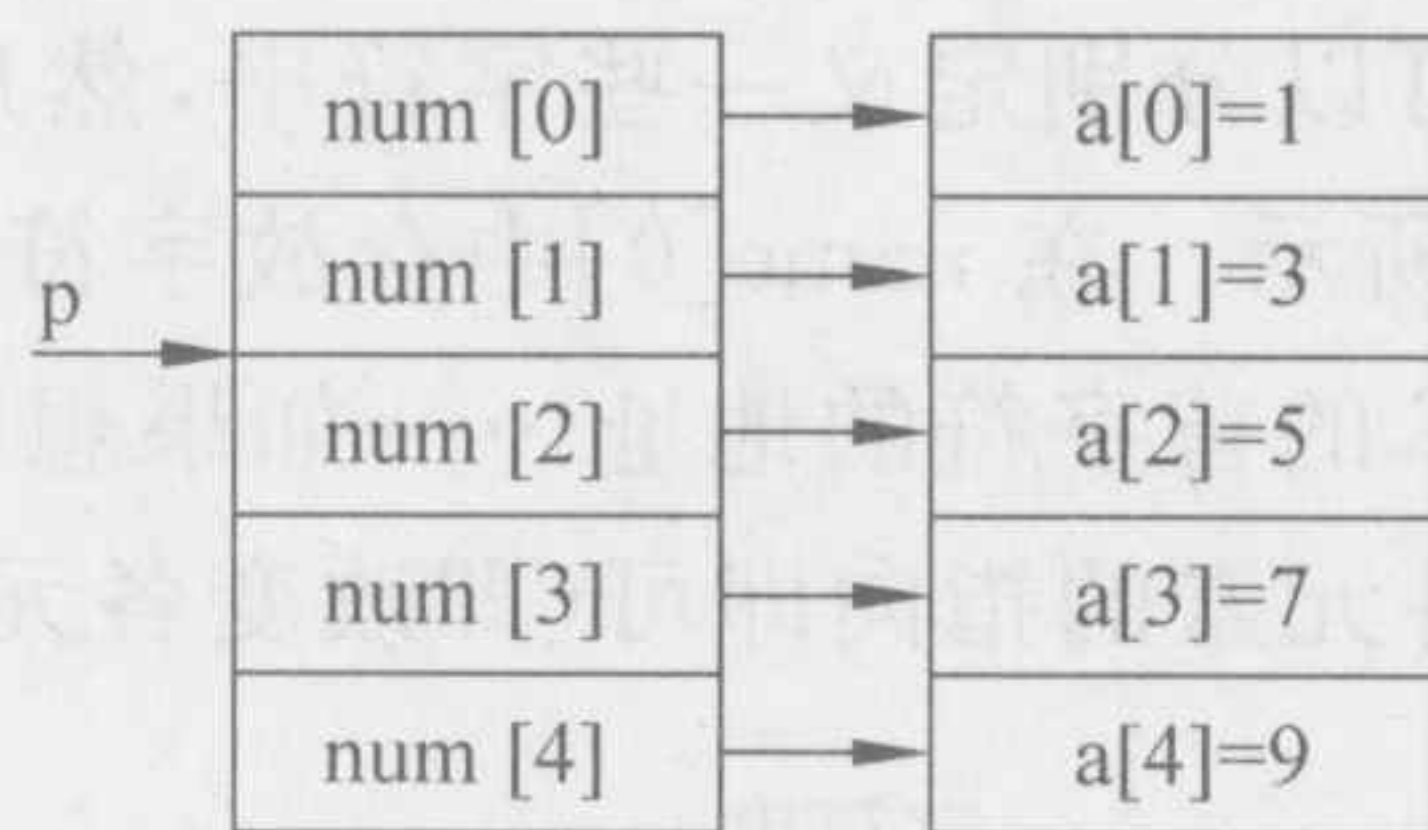 num [0] a[0]=1
num [1] a[1]=3
p
num [2] a[2]=5
num [3] a[3]=7
num [4] a[4]=9